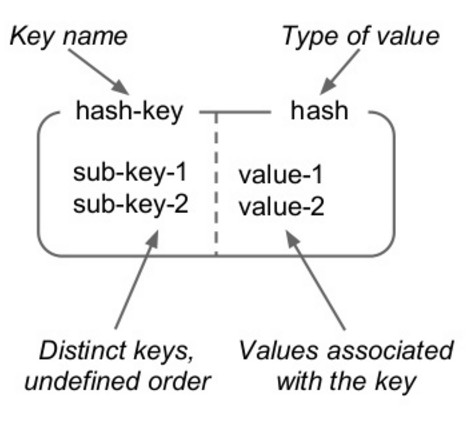 Key name
Type of value
hash-key
hash
sub-key-1
value-1
sub-key-2
value-2
Distinct keys,
undefined order
Values associated
with the key